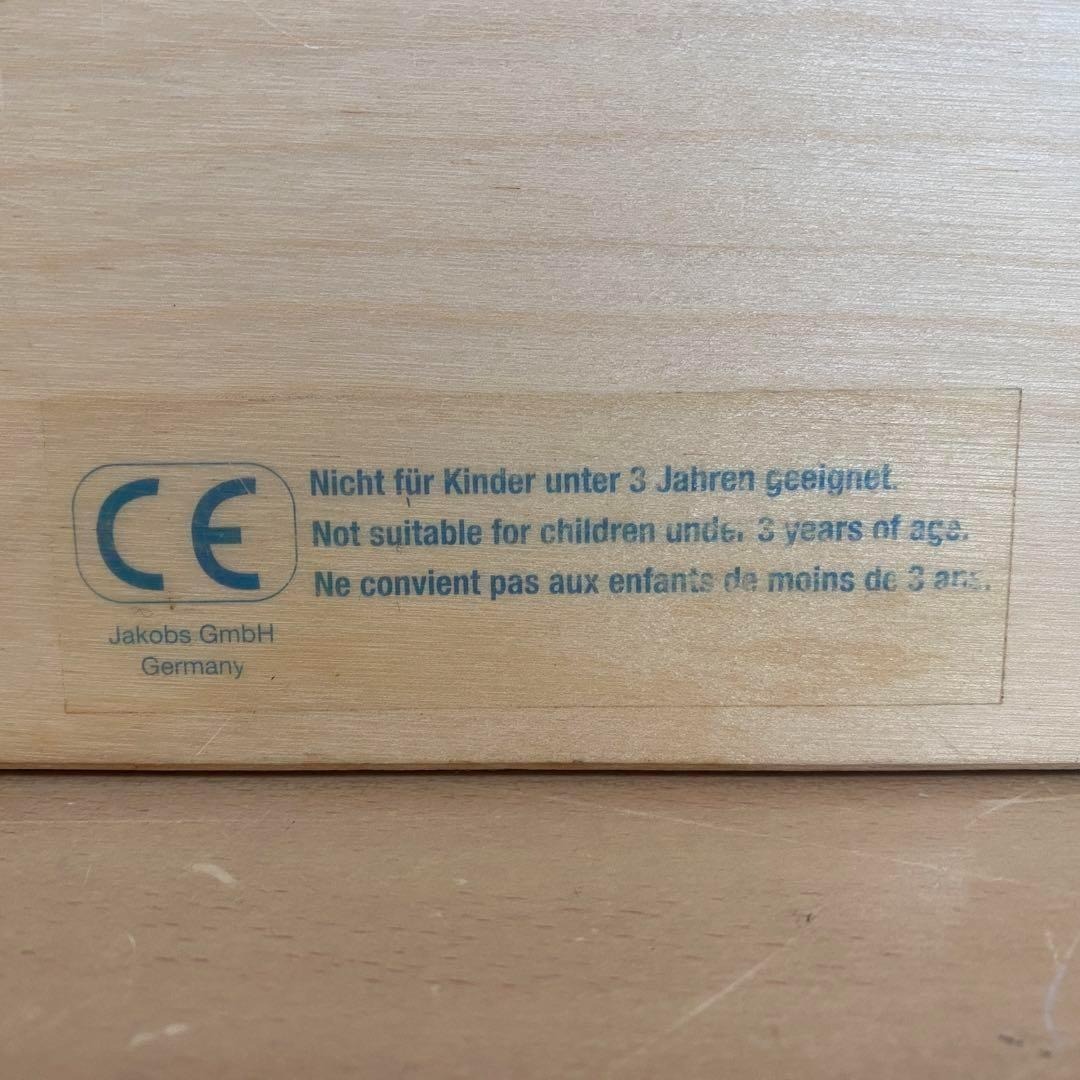 CE
Jakobs GmbH
Germany
Nicht für Kinder unter 3 Jahren geeignet.
Not suitable for children under 3 years of age.
Ne convient pas aux enfants de moins de 3 ans.